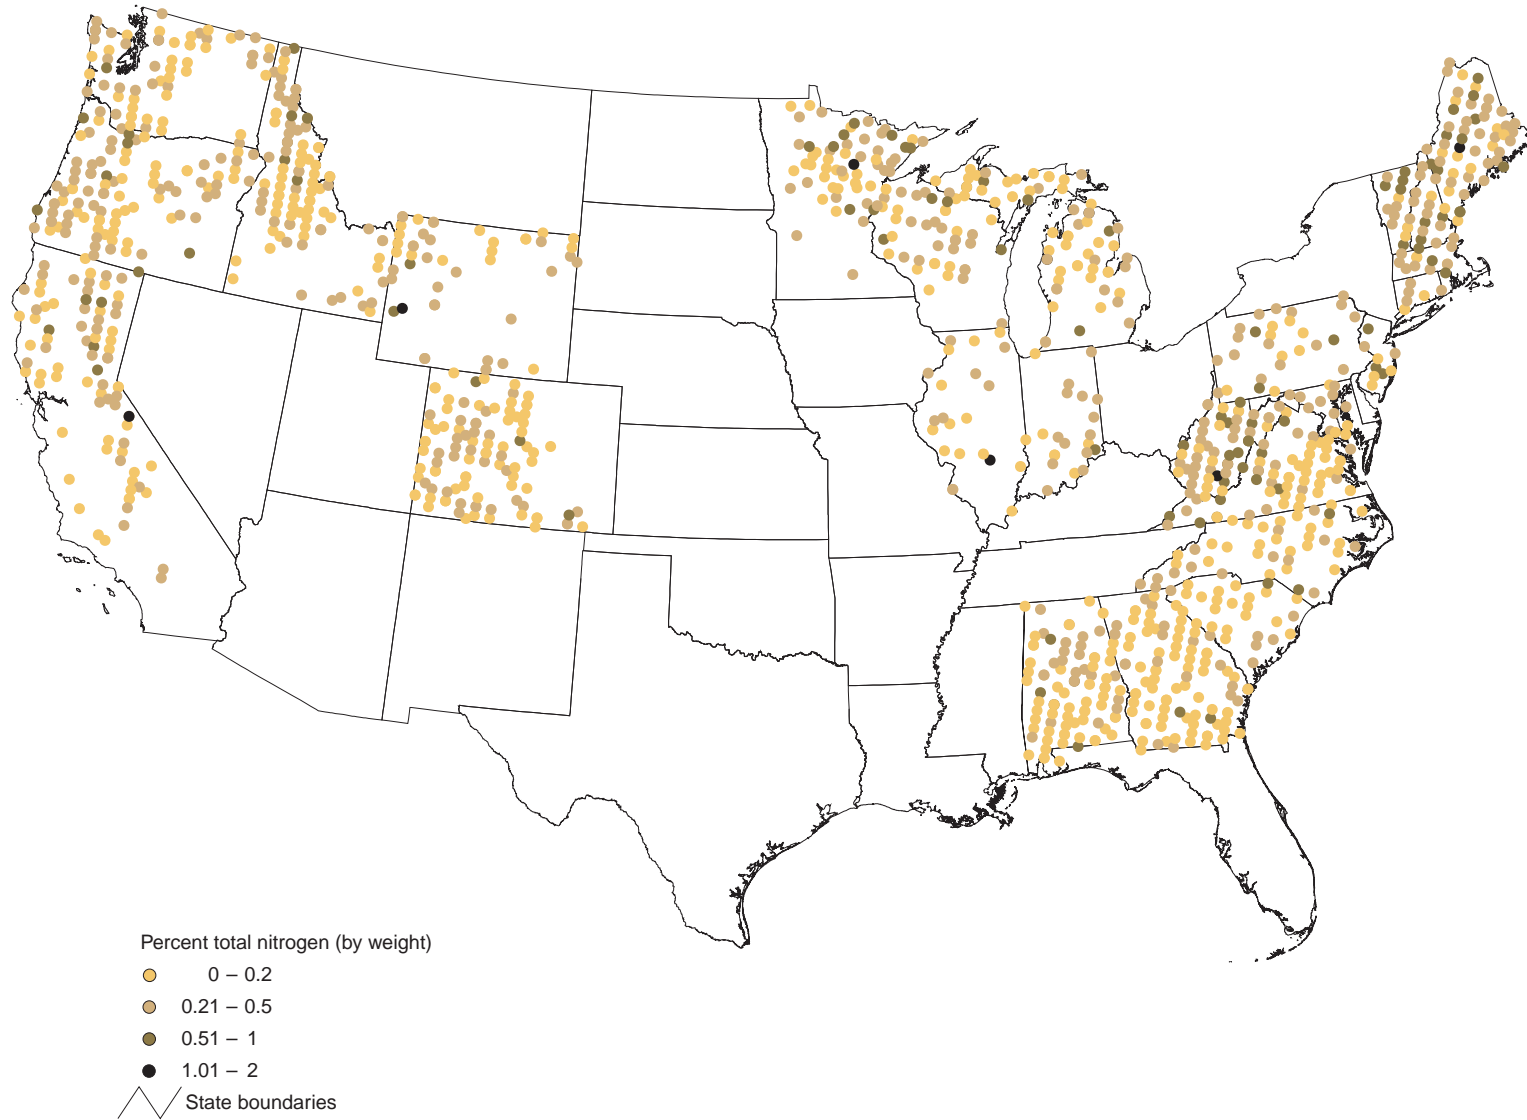 Percent total nitrogen (by weight)
0 – 0.2
0.21 – 0.5
0.51 – 1
1.01 – 2
State boundaries